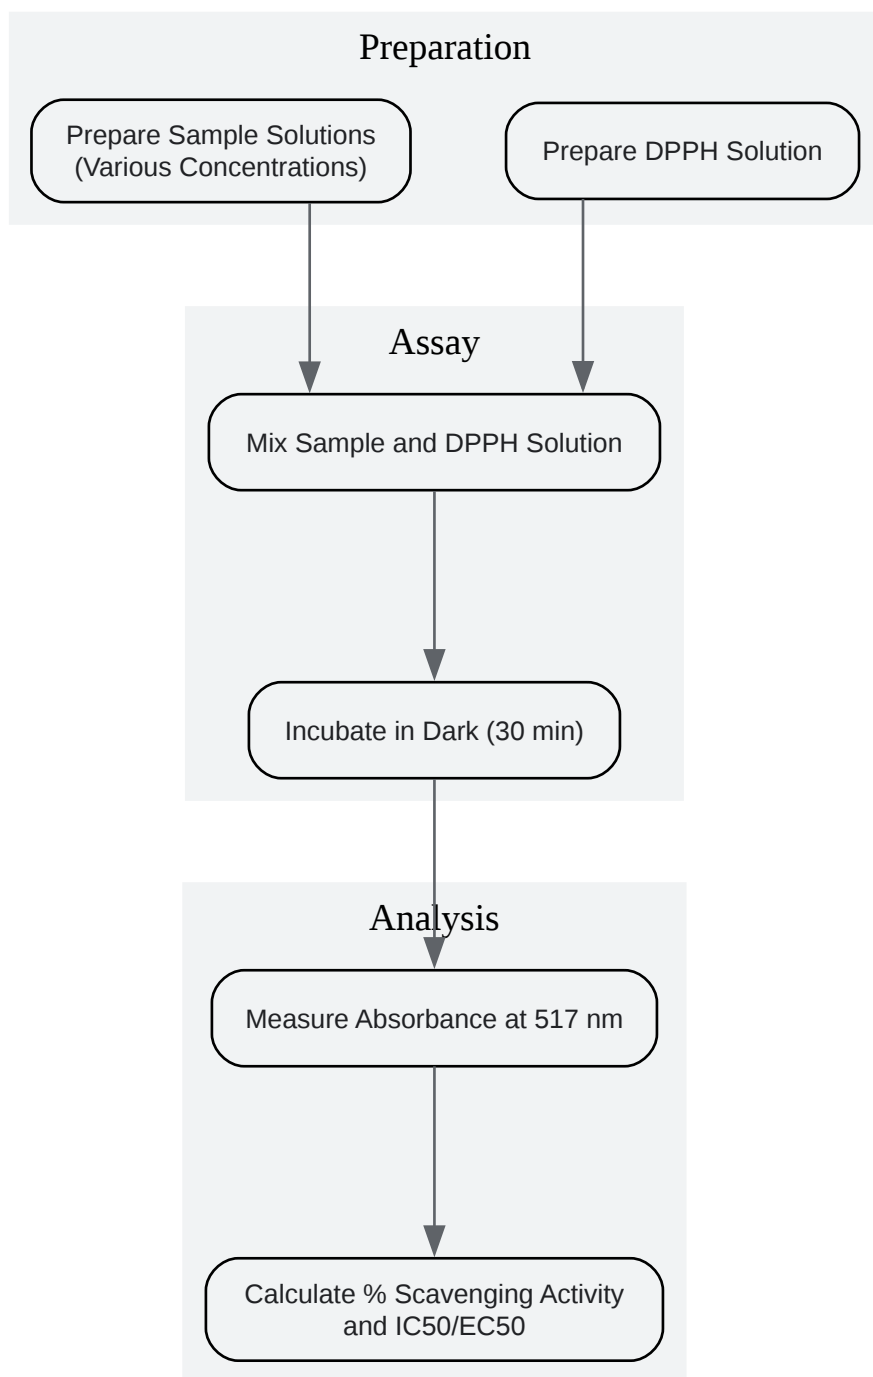 Preparation
Prepare Sample Solutions
(Various Concentrations)
Prepare DPPH Solution
Assay
Mix Sample and DPPH Solution
Incubate in Dark (30 min)
Analysis
Measure Absorbance at 517 nm
Calculate % Scavenging Activity
and IC50/EC50